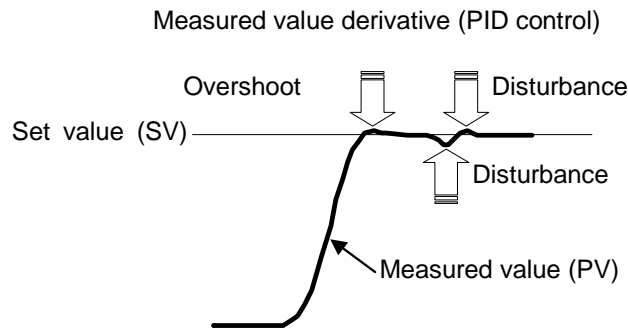 Measured value derivative (PID control)
Overshoot
Disturbance
Set value (SV)
Disturbance
Measured value (PV)